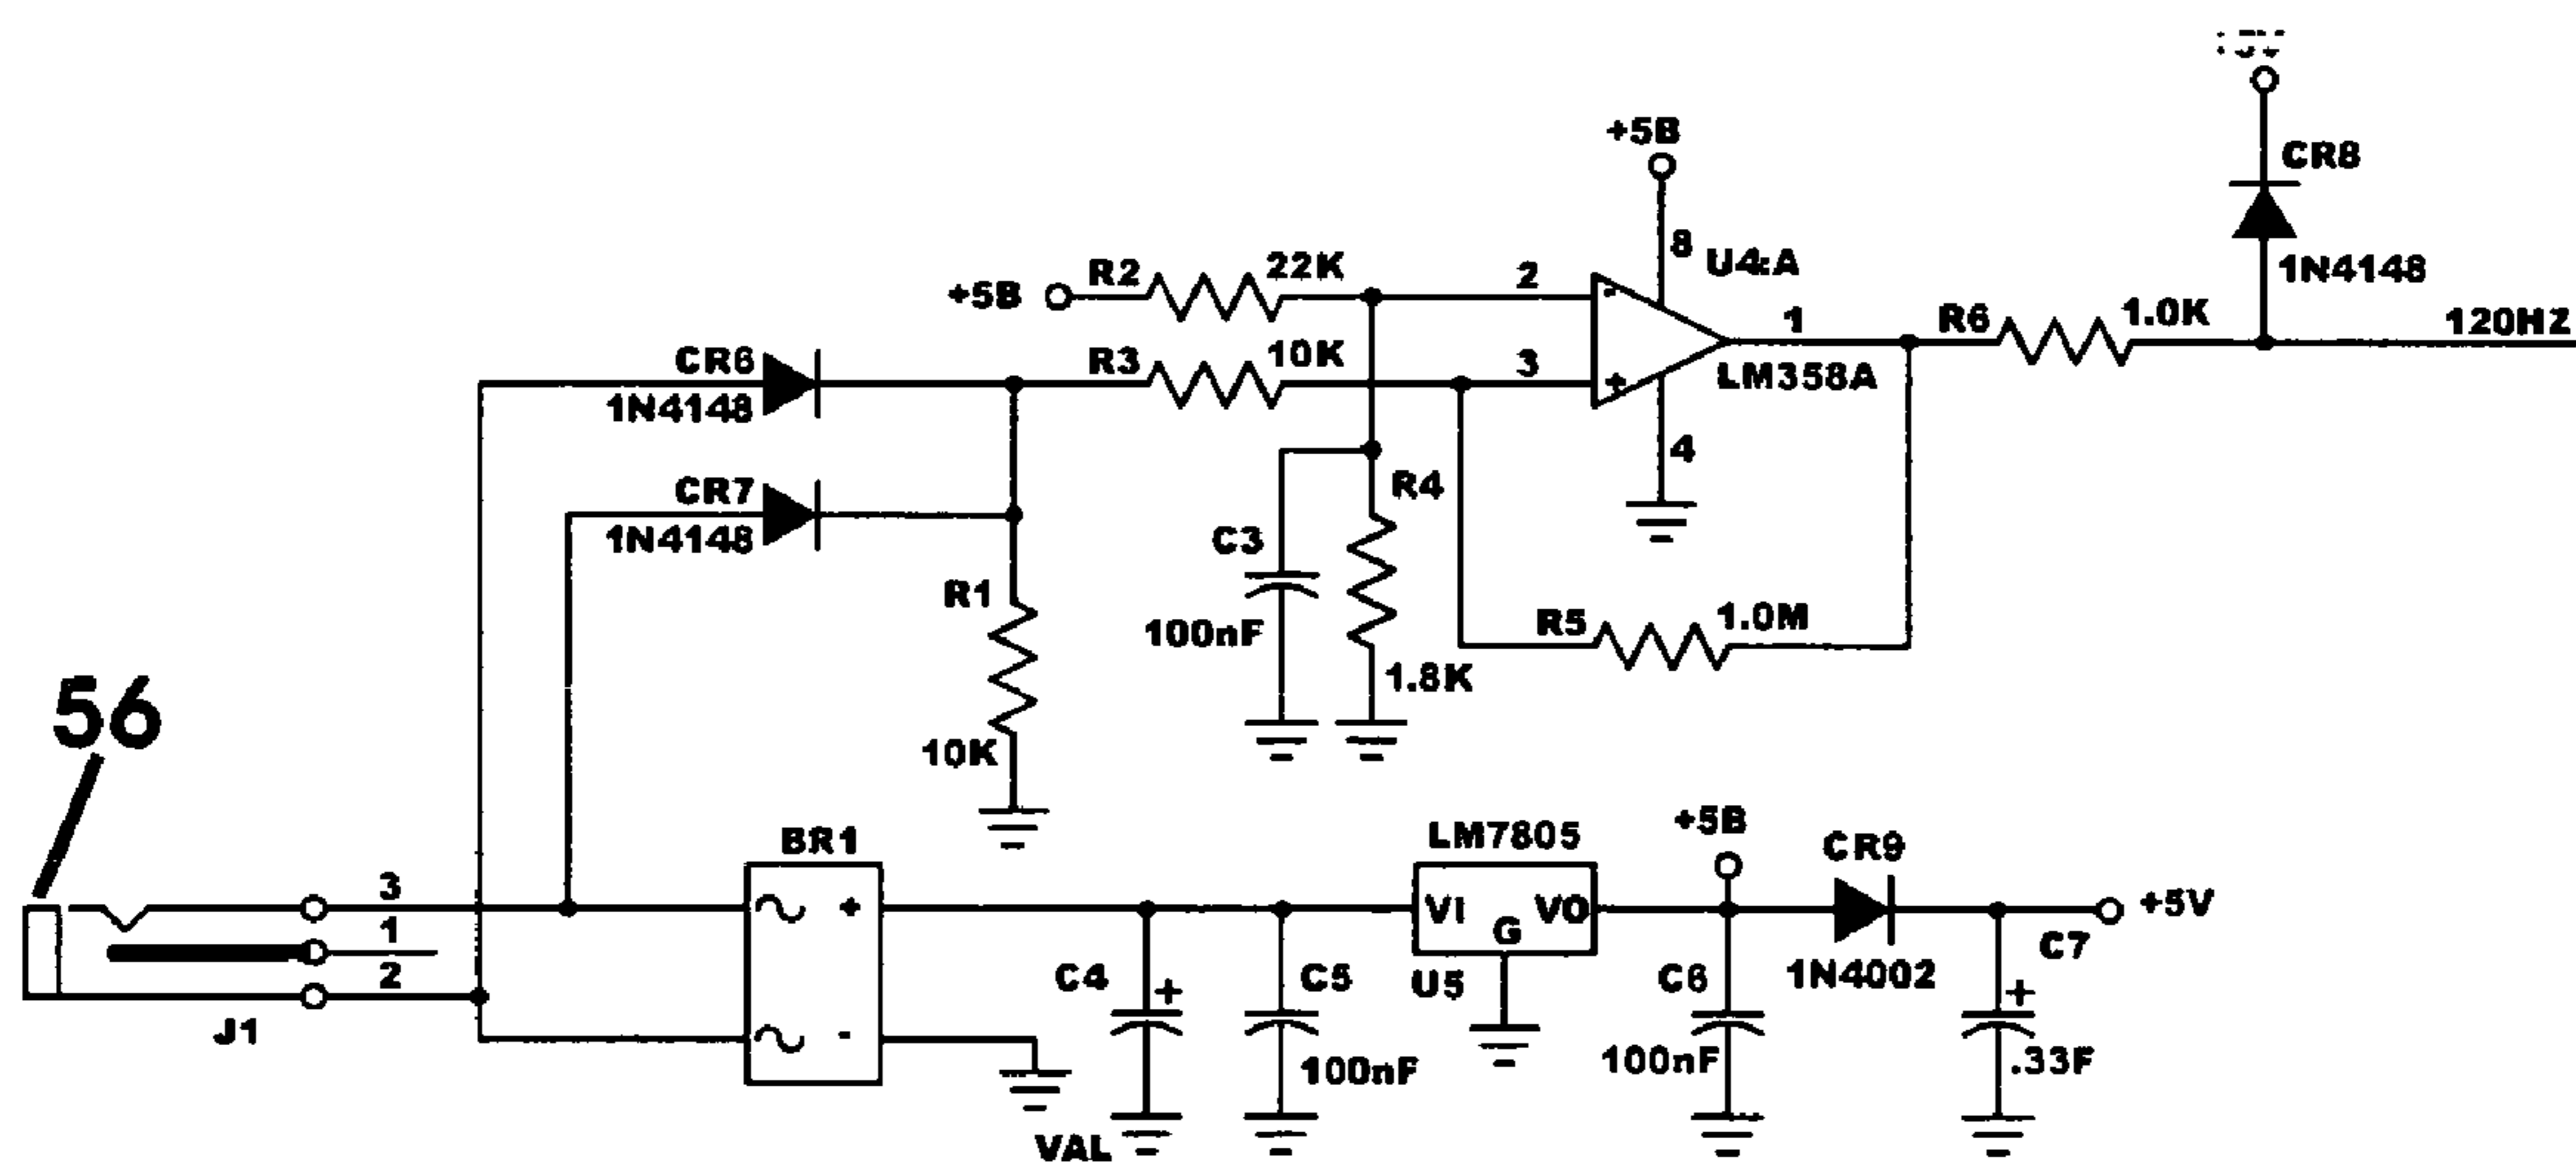 +5B
CR8
8
U4:A
R2
22K
2
-
1N4148
+5B
1
R6
1.0K
120HZ
CR6
R3
10K
3
+
LM358A
1N4148
4
CR7
R4
1N4148
C3
R1
100nF
R5
1.0M
1.8K
56
10K
BR1
LM7805
+5B
CR9
3
+
VI
VO
+5V
1
G
C7
2
-
C4
+
C5
U5
C6
1N4002
+
J1
100nF
100nF
.33F
VAL